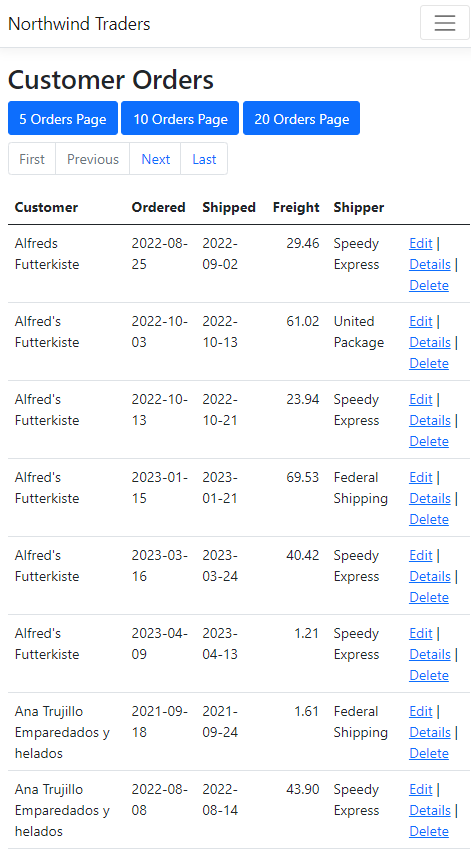 Northwind Traders
Customer Orders
5 Orders Page 10 Orders Page 20 Orders Page
First Previous Next Last
Customer Ordered Shipped Freight Shipper
Alfreds 2022-08- 2022- 29.46 Speedy Edit |
Futterkiste 25 09-02 Express Details |
Delete
Alfred's 2022-10- 2022- 61.02 United Edit |
Futterkiste 03 10-13 Package Details |
Delete
Alfred's 2022-10- 2022- 23.94 Speedy Edit |
Futterkiste 13 10-21 Express Details |
Delete
Alfred's 2023-01- 2023- 69.53 Federal Edit |
Futterkiste 15 01-21 Shipping Details |
Delete
Alfred's 2023-03- 2023- 40.42 Speedy Edit |
Futterkiste 16 03-24 Express Details |
Delete
Alfred's 2023-04- 2023- 1.21 Speedy Edit |
Futterkiste 09 04-13 Express Details |
Delete
Ana Trujillo 2021-09- 2021- 1.61 Federal Edit |
Emparedados y 18 09-24 Shipping Details |
helados Delete
Ana Trujillo 2022-08- 2022- 43.90 Speedy Edit |
Emparedados y 08 08-14 Express Details |
helados Delete